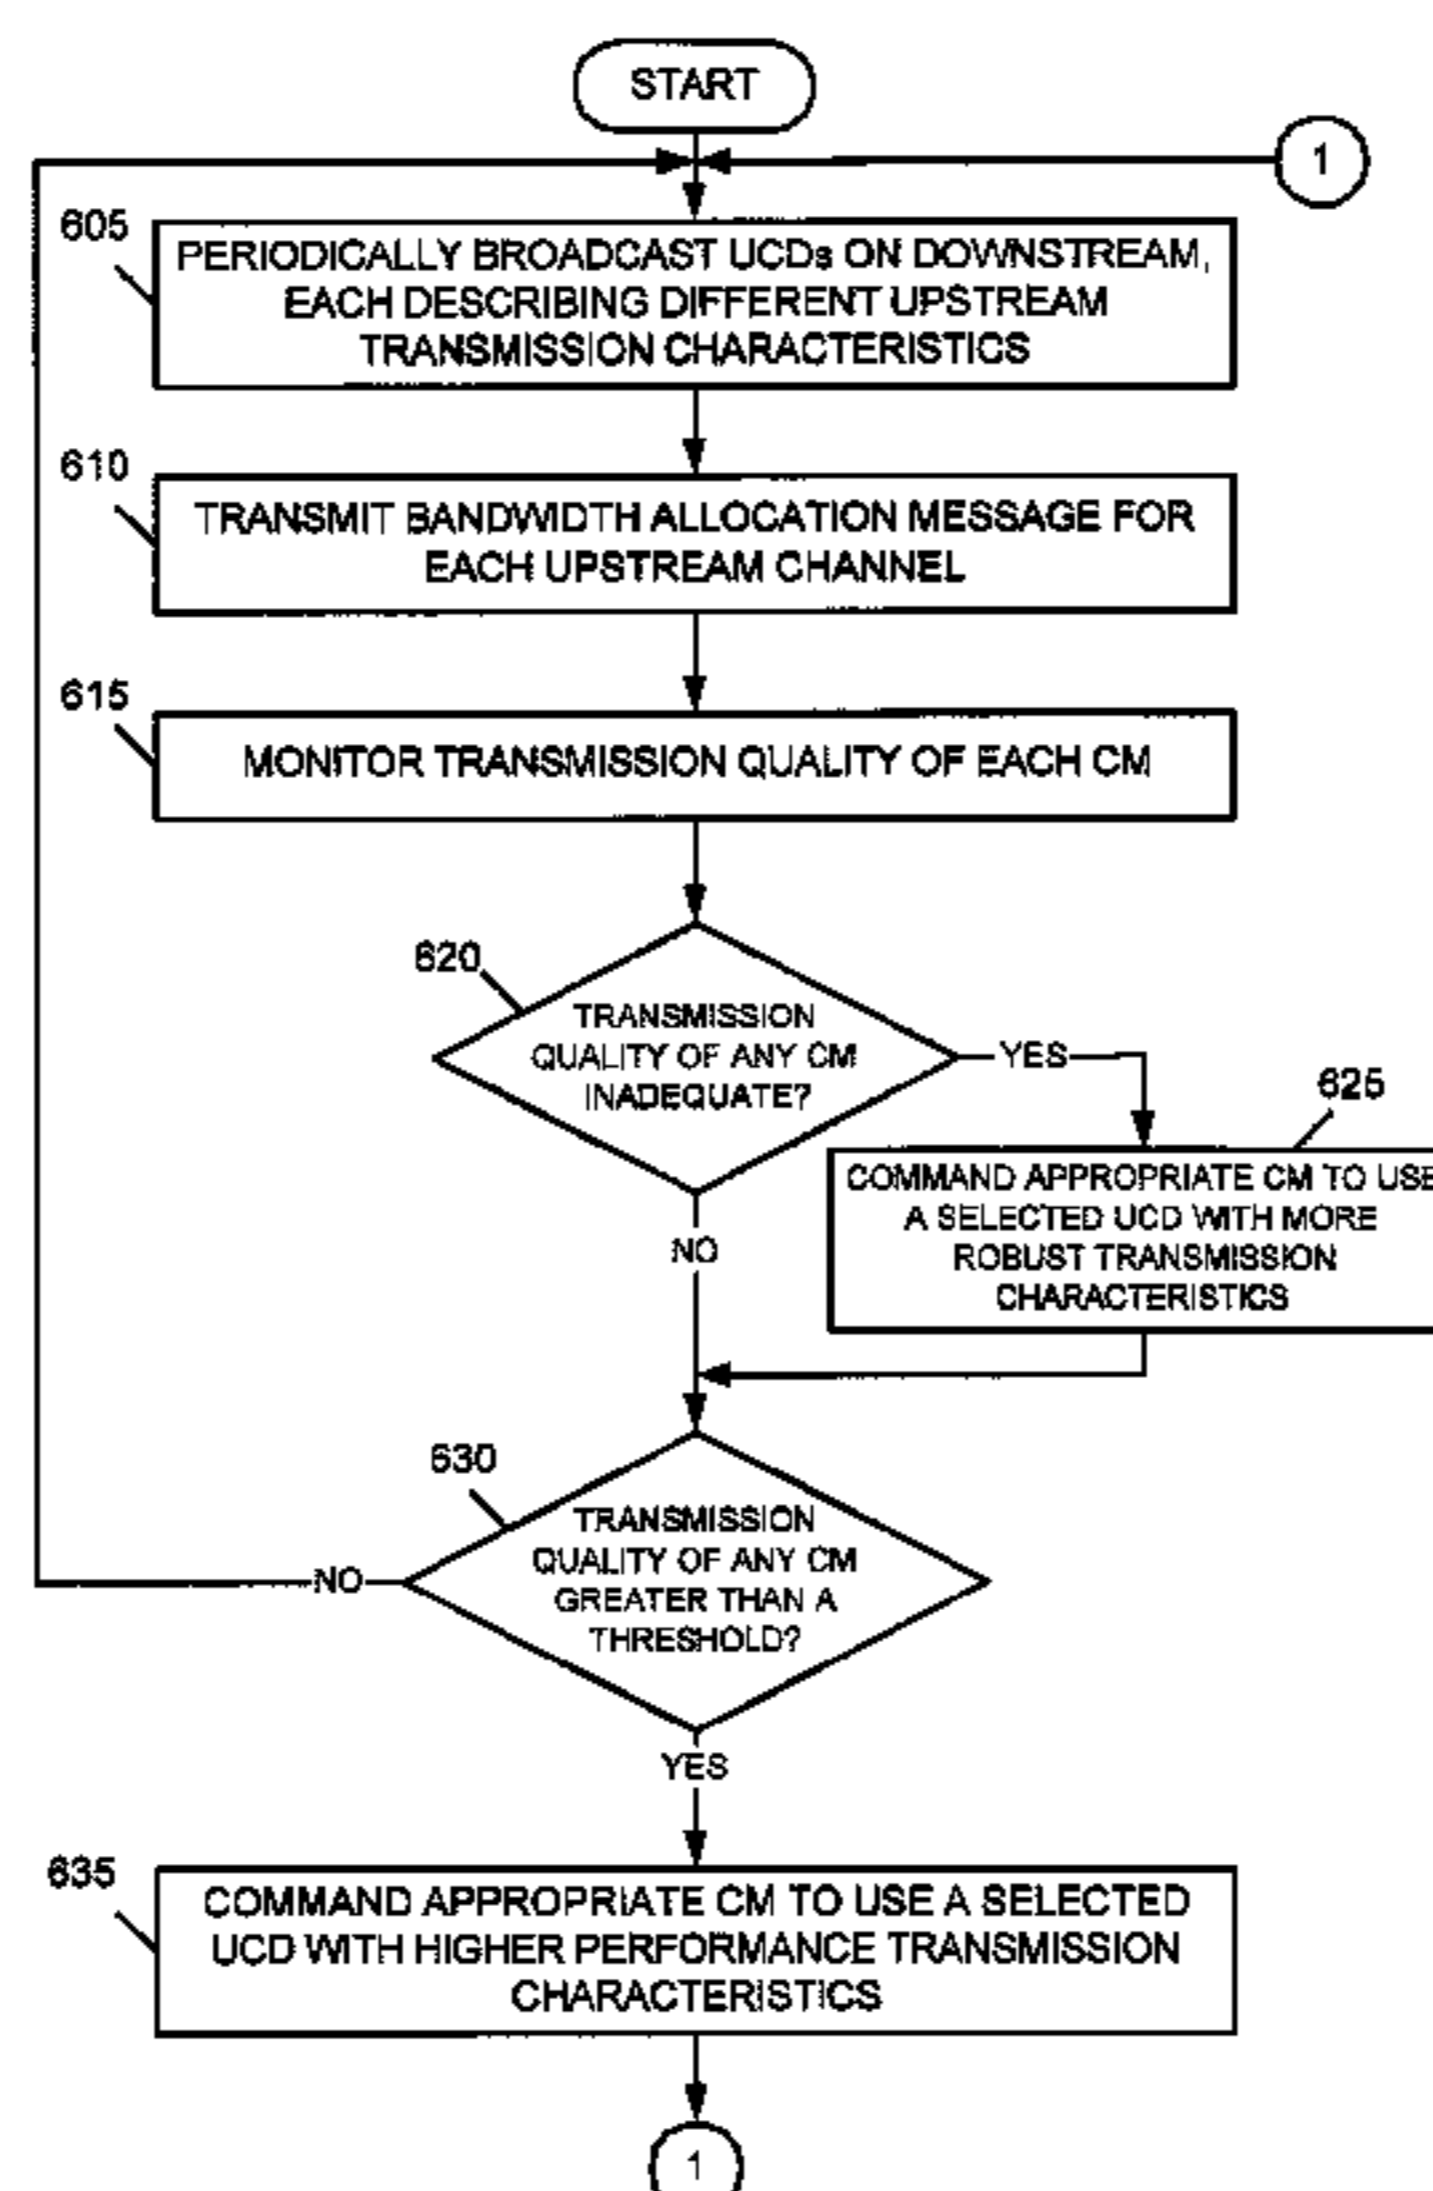 START
1
605
PERIODICALLY BROADCAST UCDs ON DOWNSTREAM,
EACH DESCRIBING DIFFERENT UPSTREAM
TRANSMISSION CHARACTERISTICS
610
TRANSMIT BANDWIDTH ALLOCATION MESSAGE FOR
EACH UPSTREAM CHANNEL
615
MONITOR TRANSMISSION QUALITY OF EACH CM
620
TRANSMISSION
QUALITY OF ANY CM
INADEQUATE?
YES
625
COMMAND APPROPRIATE CM TO USE
A SELECTED UCD WITH MORE
ROBUST TRANSMISSION
CHARACTERISTICS
NO
630
TRANSMISSION
QUALITY OF ANY CM
GREATER THAN A
THRESHOLD?
NO
YES
635
COMMAND APPROPRIATE CM TO USE A SELECTED
UCD WITH HIGHER PERFORMANCE TRANSMISSION
CHARACTERISTICS
1